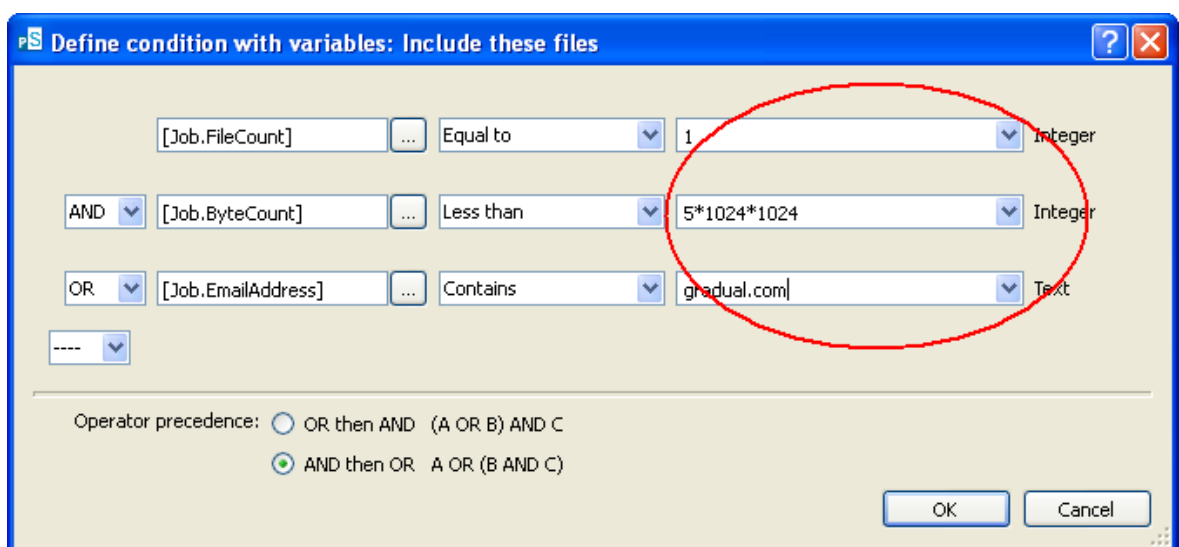 pS Define condition with variables: Include these files
[Job.FileCount] ... Equal to 1 Integer
AND [Job.ByteCount] ... Less than 5*1024*1024 Integer
OR [Job.EmailAddress] ... Contains gradual.com Text
----
Operator precedence: OR then AND (A OR B) AND C
AND then OR A OR (B AND C)
OK Cancel